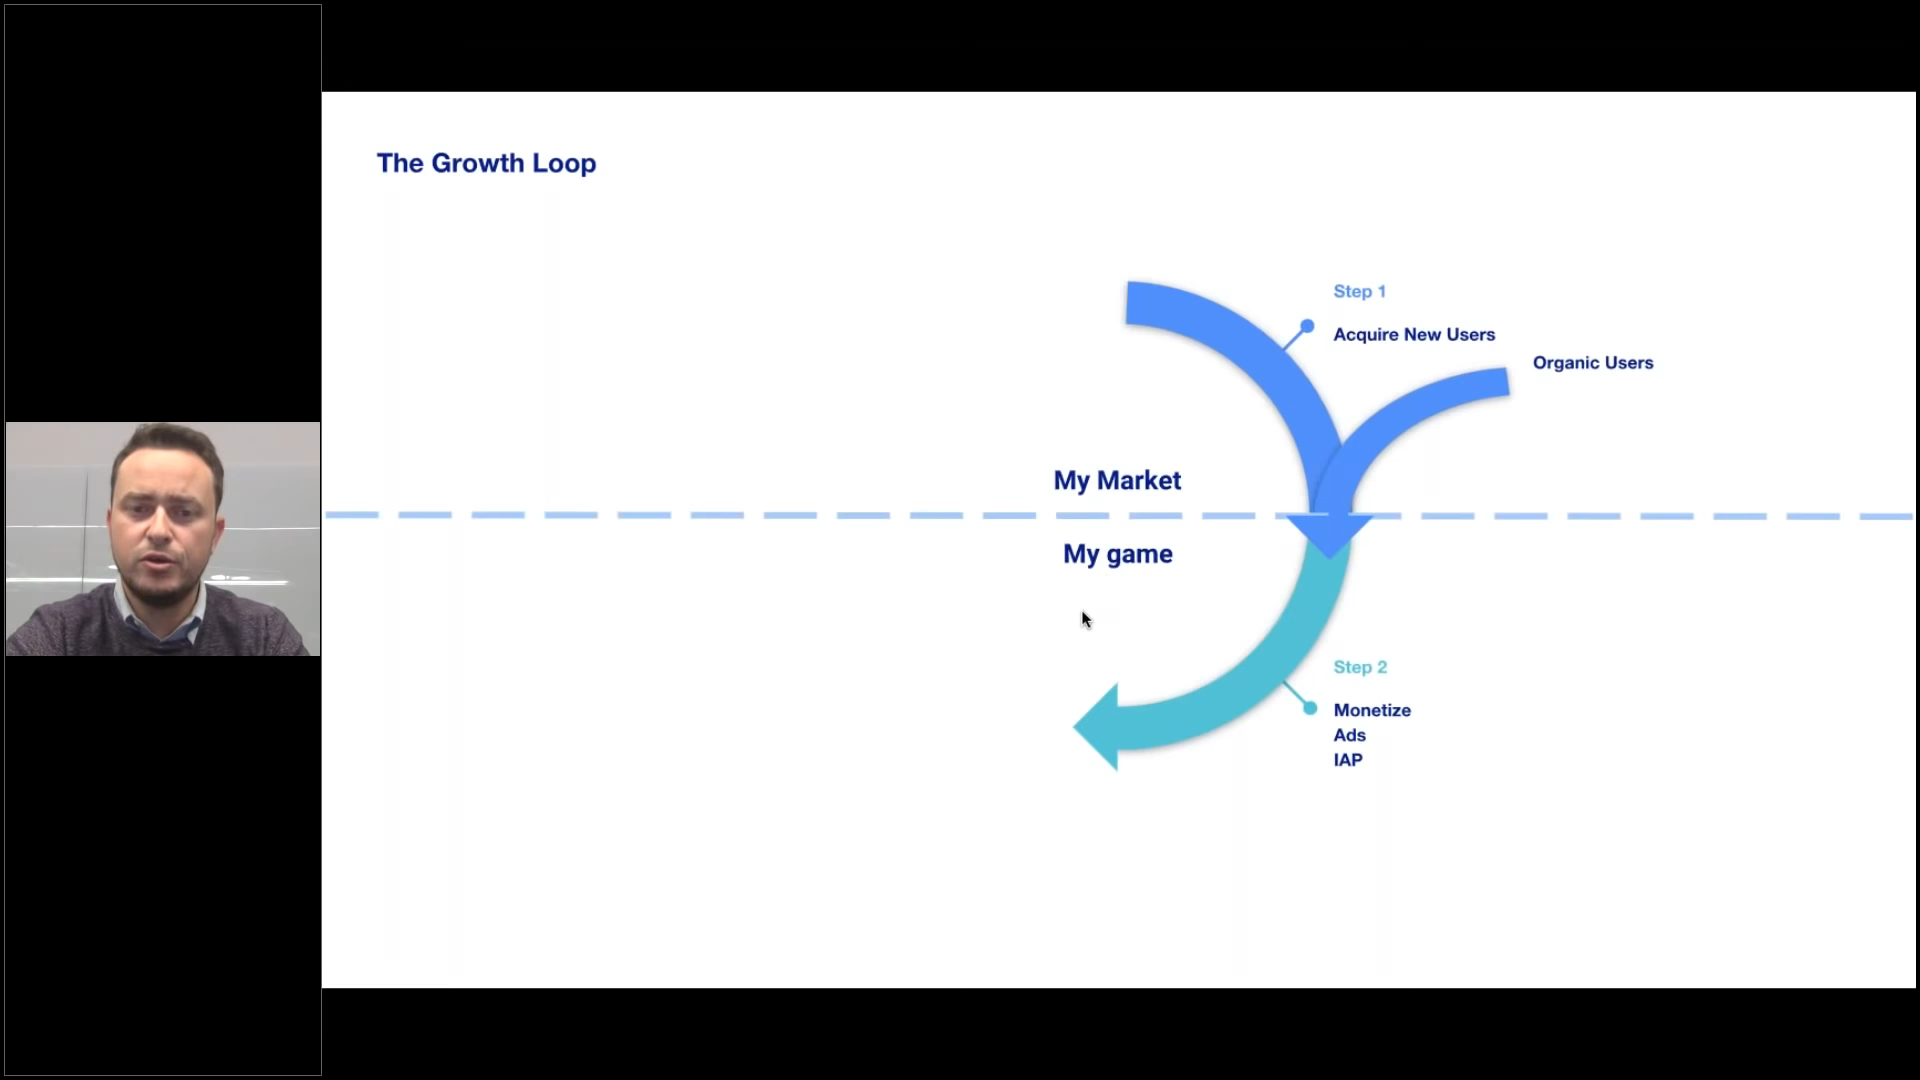 The Growth Loop
Step 1
Acquire New Users
Organic Users
My Market
My game
Step 2
Monetize
Ads
IAP